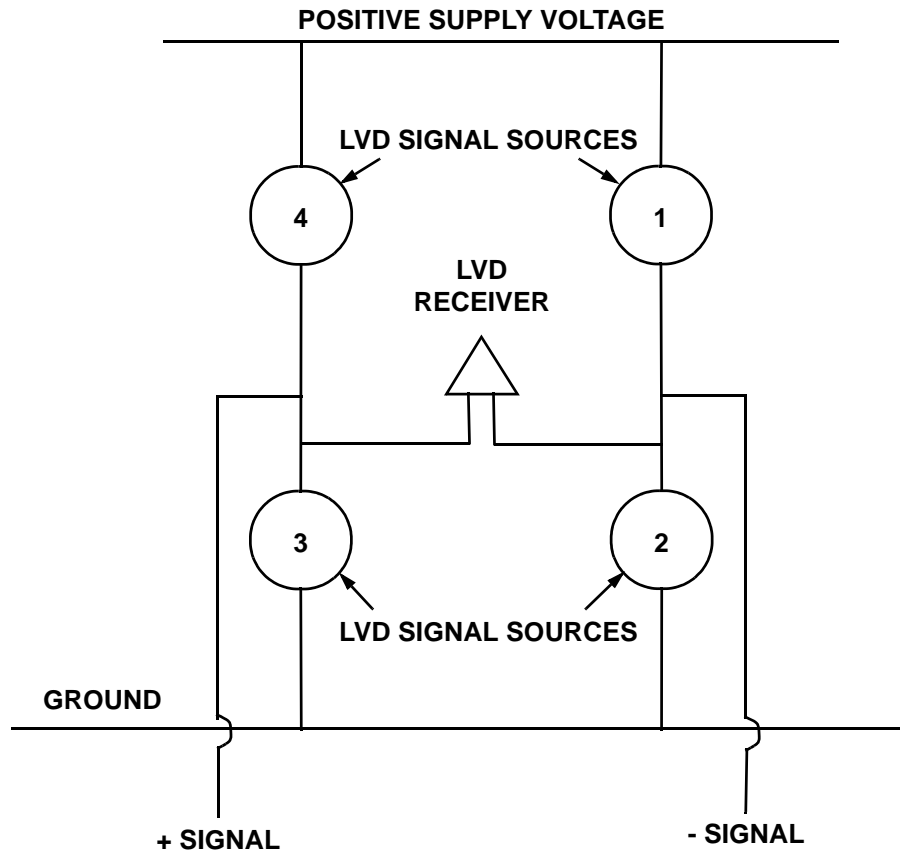 POSITIVE SUPPLY VOLTAGE
LVD SIGNAL SOURCES
4
1
LVD
RECEIVER
3
2
LVD SIGNAL SOURCES
GROUND
+ SIGNAL
- SIGNAL